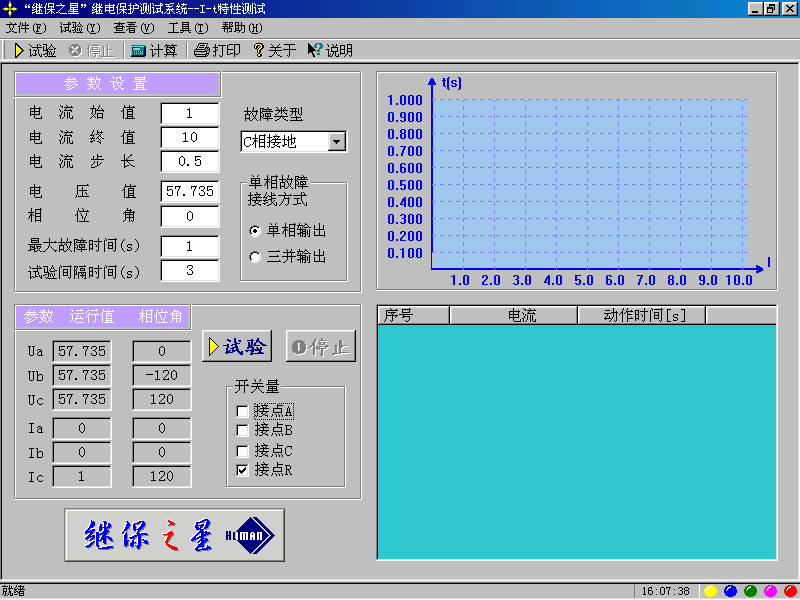 “继保之星”继电保护测试系统--I-t特性测试
文件(F) 试验(Y) 查看(V) 工具(T) 帮助(H)
试验 停止 计算 打印 关于 说明
参数设置
电流始值 1
电流终值 10
电流步长 0.5
电压值 57.735
相位角 0
最大故障时间(s) 1
试验间隔时间(s) 3
故障类型
C相接地
单相故障
接线方式
单相输出
三并输出
t(s)
1.000
0.900
0.800
0.700
0.600
0.500
0.400
0.300
0.200
0.100
I
1.0 2.0 3.0 4.0 5.0 6.0 7.0 8.0 9.0 10.0
参数 运行值 相位角
Ua 57.735 0
Ub 57.735 -120
Uc 57.735 120
Ia 0 0
Ib 0 0
Ic 1 120
试验 停止
开关量
接点A
接点B
接点C
接点R
序号 电流 动作时间[s]
继保之星 HUMAN
就绪 16:07:38